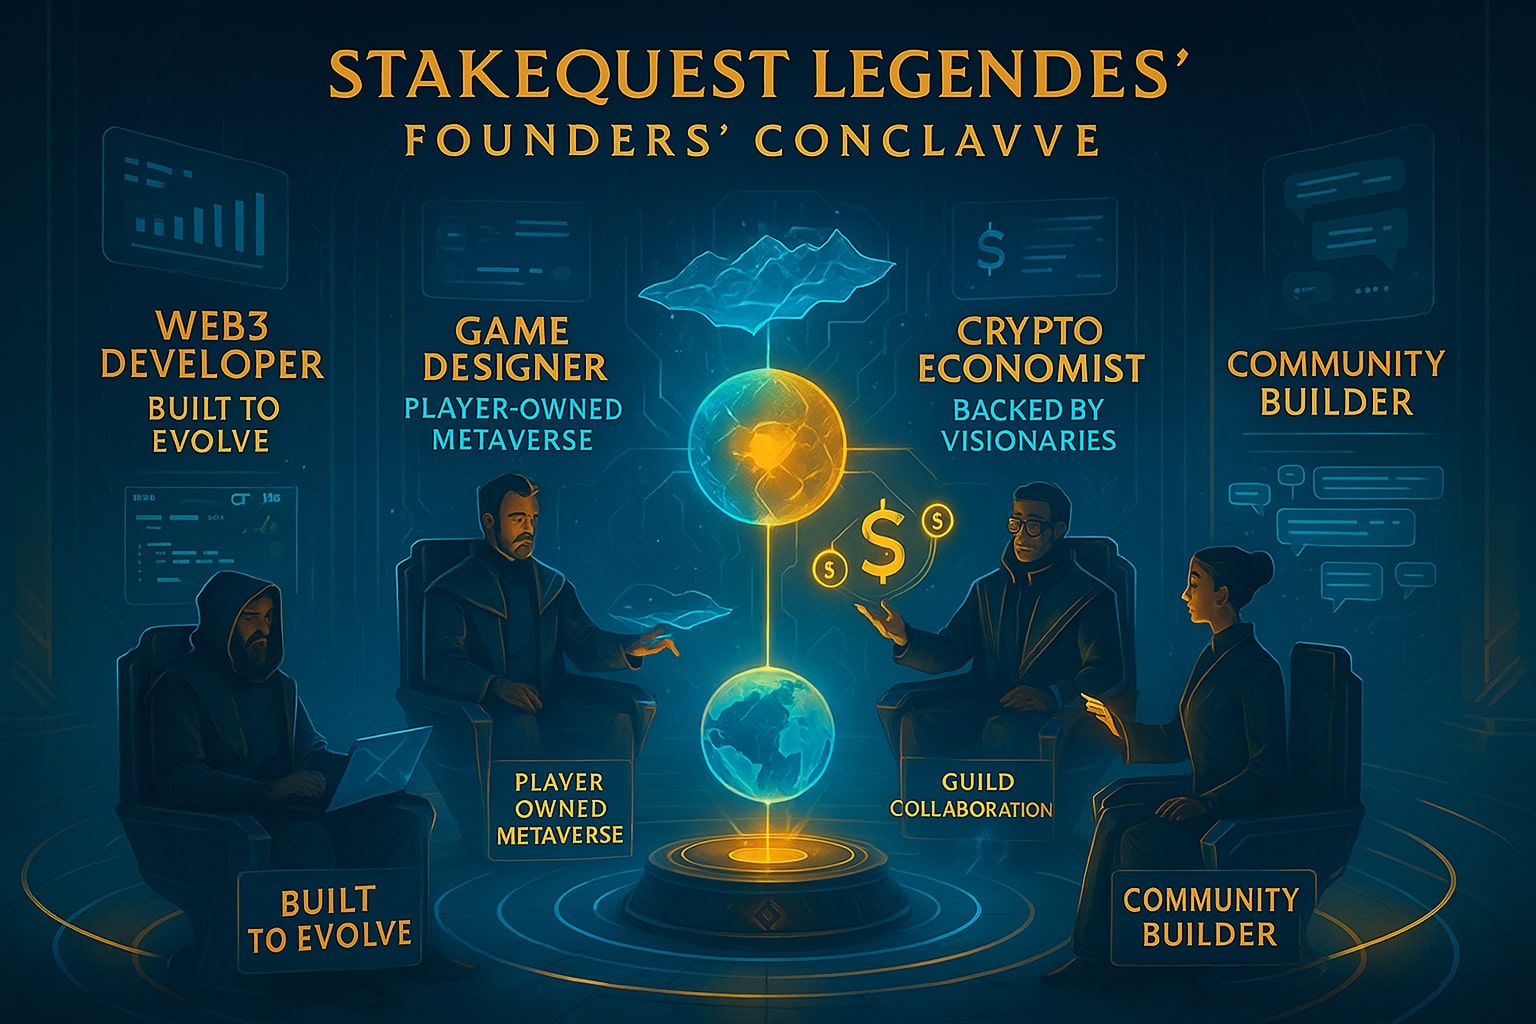 STAKEQUEST LEGENDES'
FOUNDERS' CONCLAVVE
WEB3
DEVELOPER
BUILT TO
EVOLVE
GAME
DESIGNER
PLAYER-OWNED
METAVERSE
$
CRYPTO
ECONOMIST
BACKED BY
VISIONARIES
COMMUNITY
BUILDER
$
$
$
PLAYER
OWNED
METAVERSE
GUILD
COLLABORATION
BUILT
TO EVOLVE
COMMUNITY
BUILDER